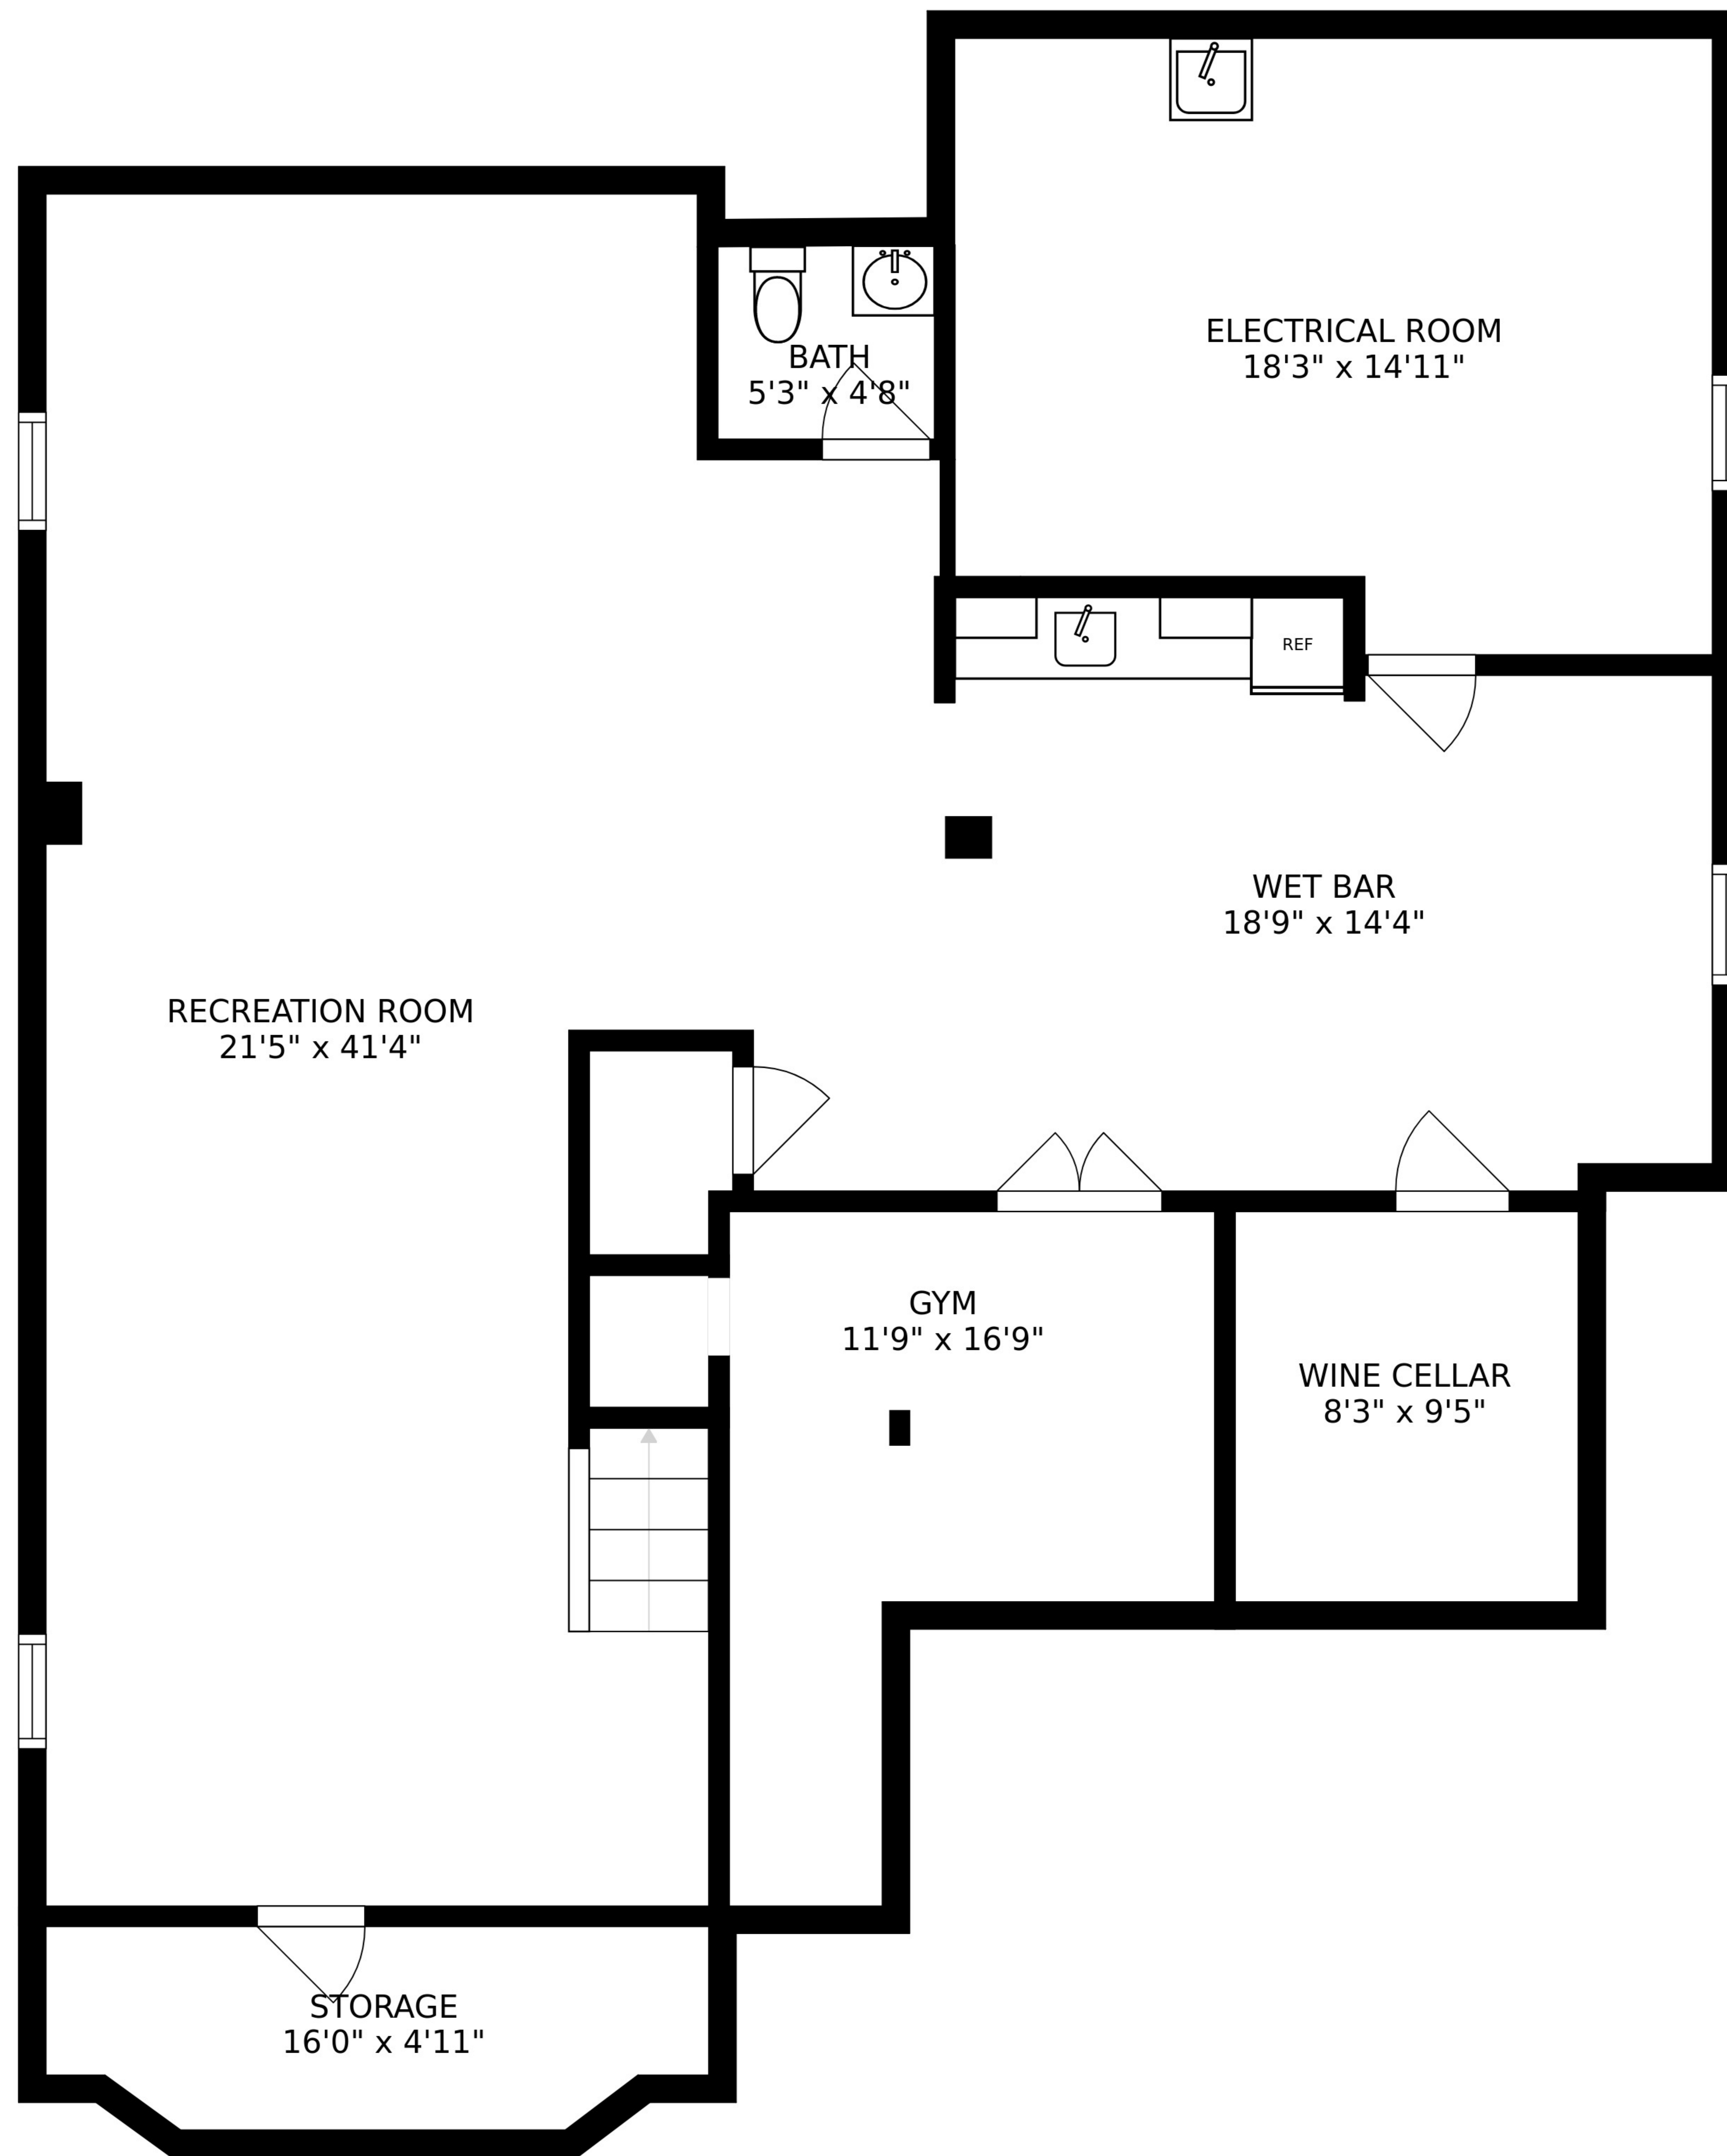 ELECTRICAL ROOM
18'3" x 14'11"
BATH
5'3" x 4'8"
REF
WET BAR
18'9" x 14'4"
RECREATION ROOM
21'5" x 41'4"
GYM
11'9" x 16'9"
WINE CELLAR
8'3" x 9'5"
STORAGE
16'0" x 4'11"